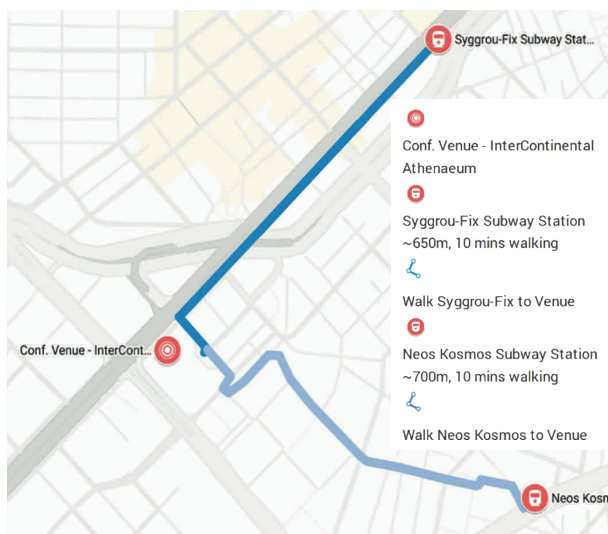 Syggrou-Fix Subway Stat...
Conf. Venue - InterContinental
Athenaeum
Syggrou-Fix Subway Station
~650m, 10 mins walking
Walk Syggrou-Fix to Venue
Conf. Venue - InterCont...
Neos Kosmos Subway Station
~700m, 10 mins walking
Walk Neos Kosmos to Venue
Neos Kosm